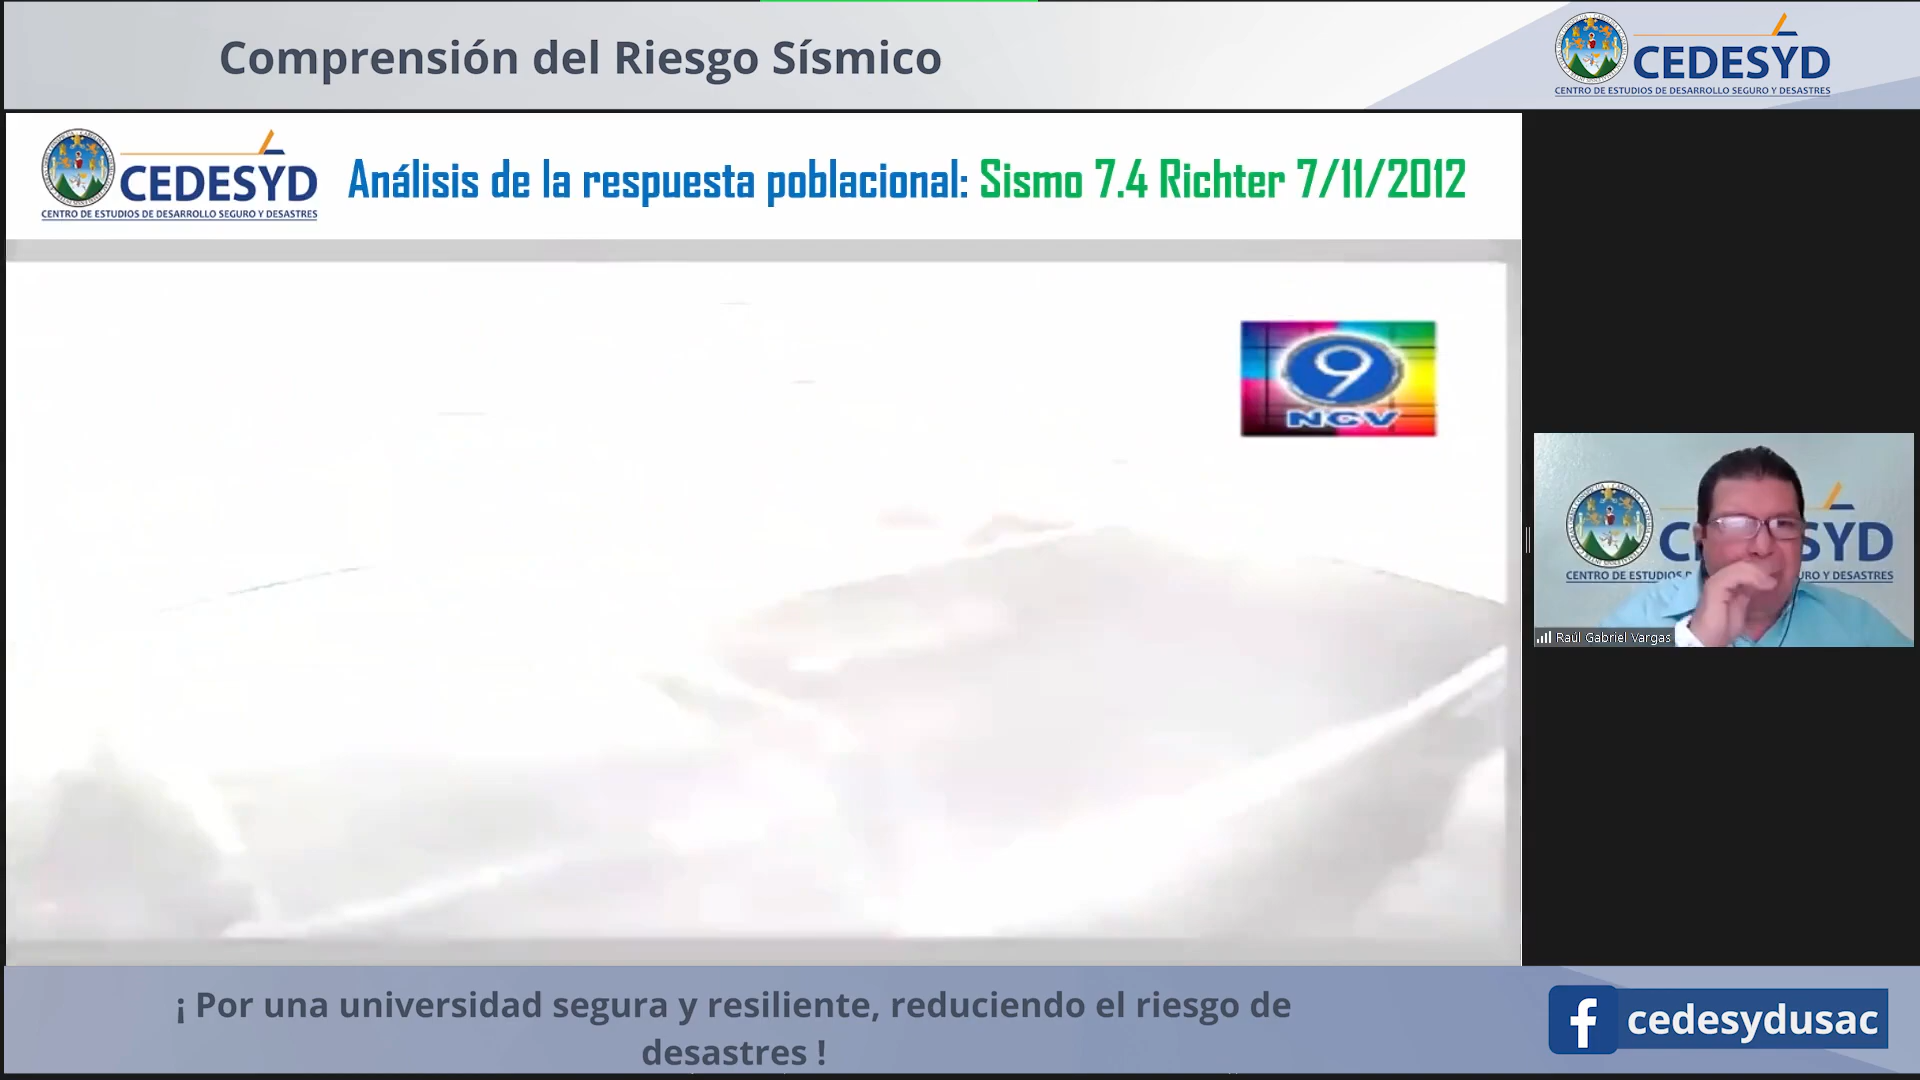 Comprensión del Riesgo Sísmico
CEDESYD
CENTRO DE ESTUDIOS DE DESARROLLO SEGURO Y DESASTRES
CEDESYD
CENTRO DE ESTUDIOS DE DESARROLLO SEGURO Y DESASTRES
Análisis de la respuesta poblacional: Sismo 7.4 Richter 7/11/2012
9
NCV
SYD
CENTRO DE ESTUDIOS
URO Y DESASTRES
Raúl Gabriel Vargas
¡ Por una universidad segura y resiliente, reduciendo el riesgo de
desastres !
cedesydusac